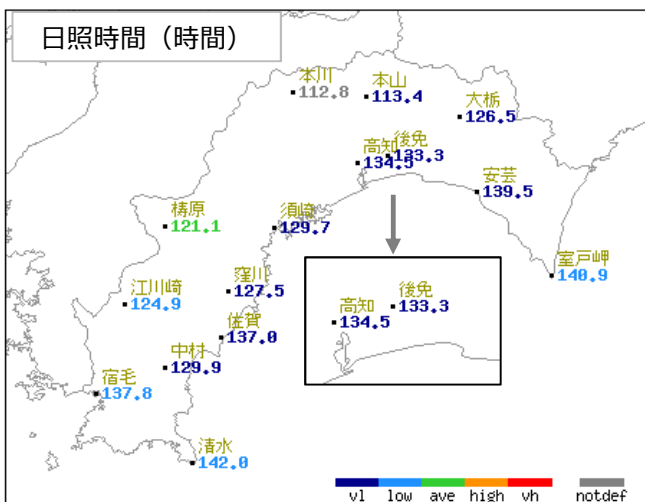 日照時間（時間）
本川
112.8
本山
113.4
大栃
126.5
高知
134.5
後免
133.3
安芸
139.5
室戸岬
140.9
梼原
121.1
須崎
129.7
江川崎
124.9
窪川
127.5
佐賀
137.0
中村
129.9
宿毛
137.8
清水
142.0
高知
134.5
後免
133.3
vl low ave high vh notdef